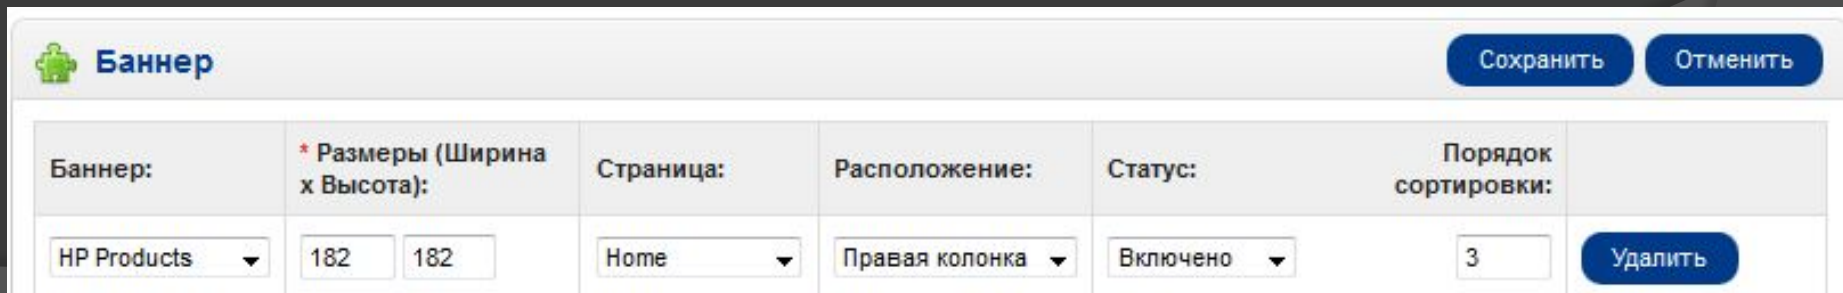 Баннер
Сохранить
Отменить
Баннер:
* Размеры (Ширина
х Высота):
Страница:
Расположение:
Статус:
Порядок
сортировки:
HP Products
182
182
Home
Правая колонка
Включено
3
Удалить